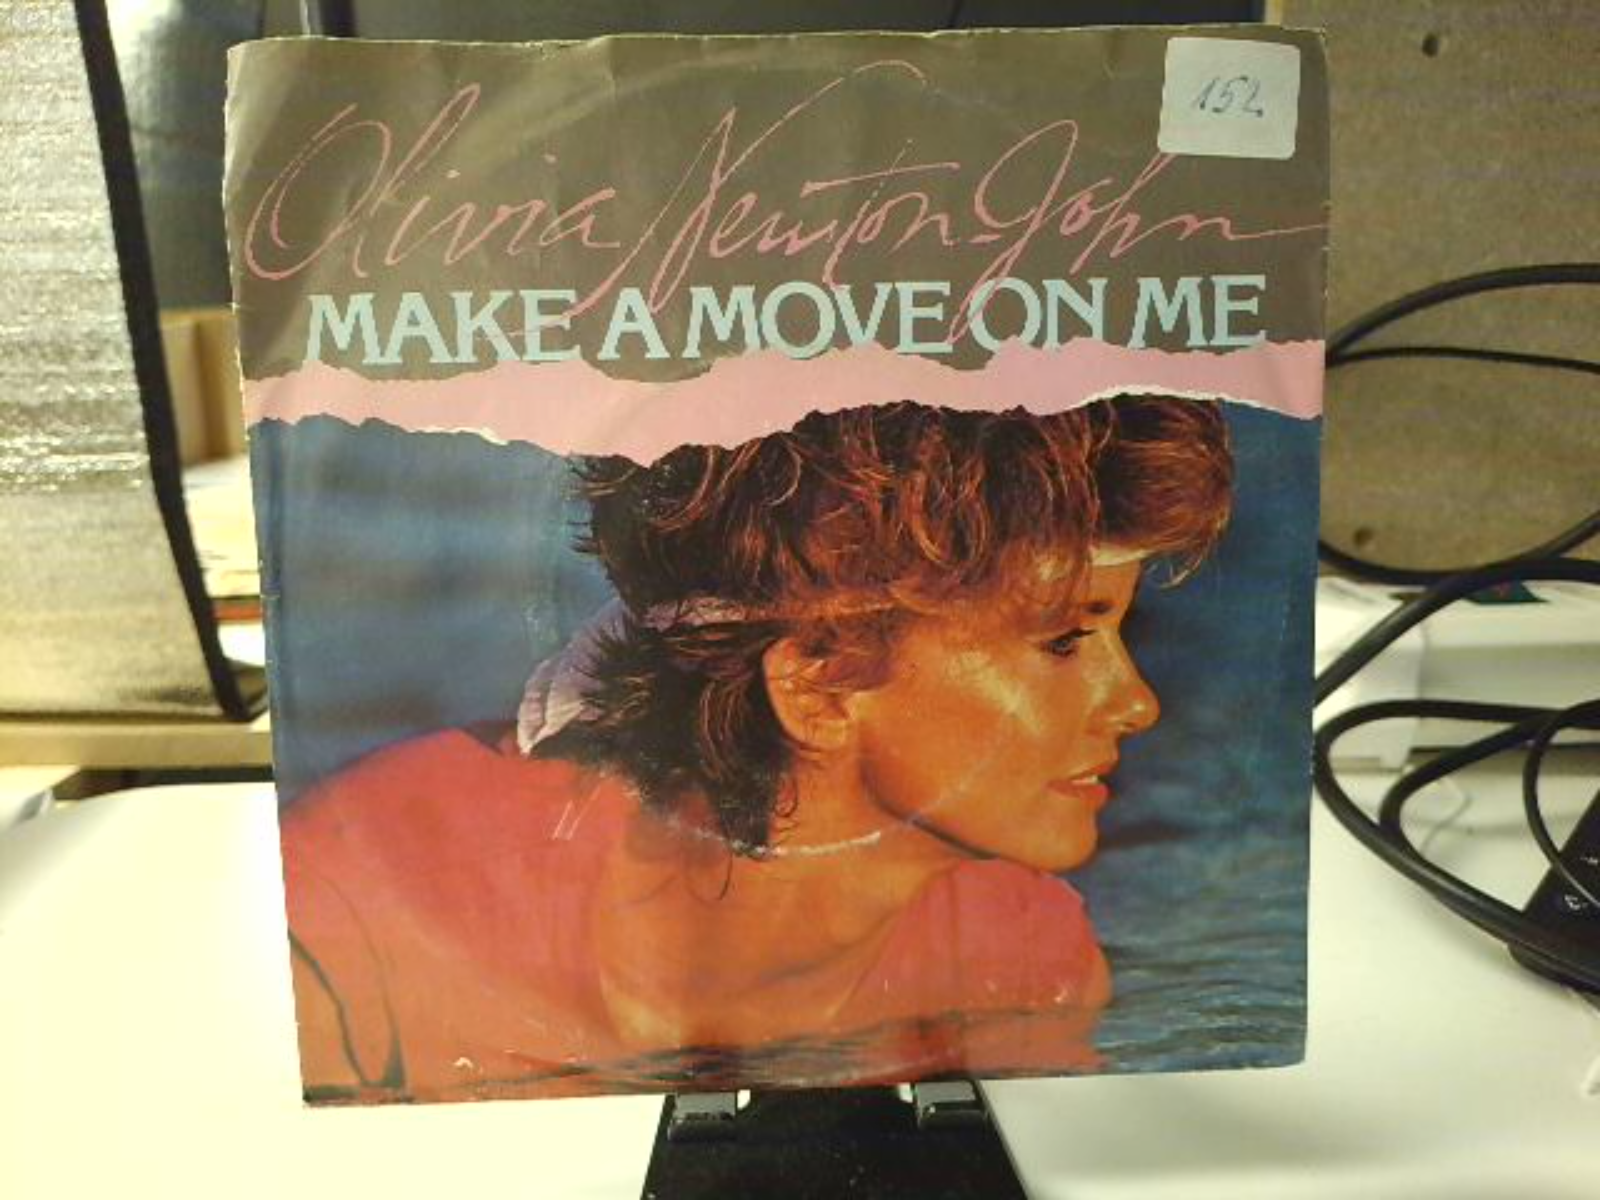 152
Olivia Newton-John
MAKE A MOVE ON ME